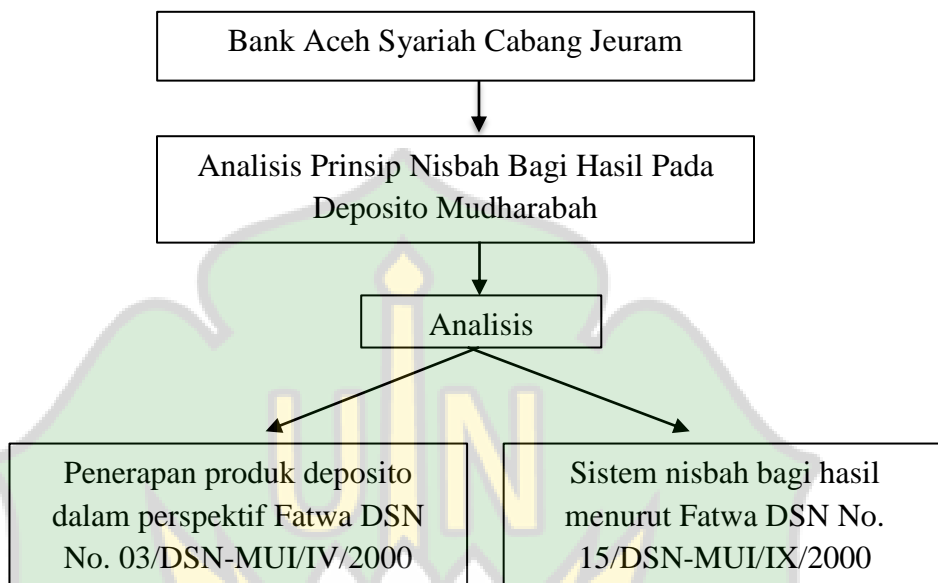 Bank Aceh Syariah Cabang Jeuram
Analisis Prinsip Nisbah Bagi Hasil Pada
Deposito Mudharabah
Analisis
UIN
Penerapan produk deposito
dalam perspektif Fatwa DSN
No. 03/DSN-MUI/IV/2000
Sistem nisbah bagi hasil
menurut Fatwa DSN No.
15/DSN-MUI/IX/2000